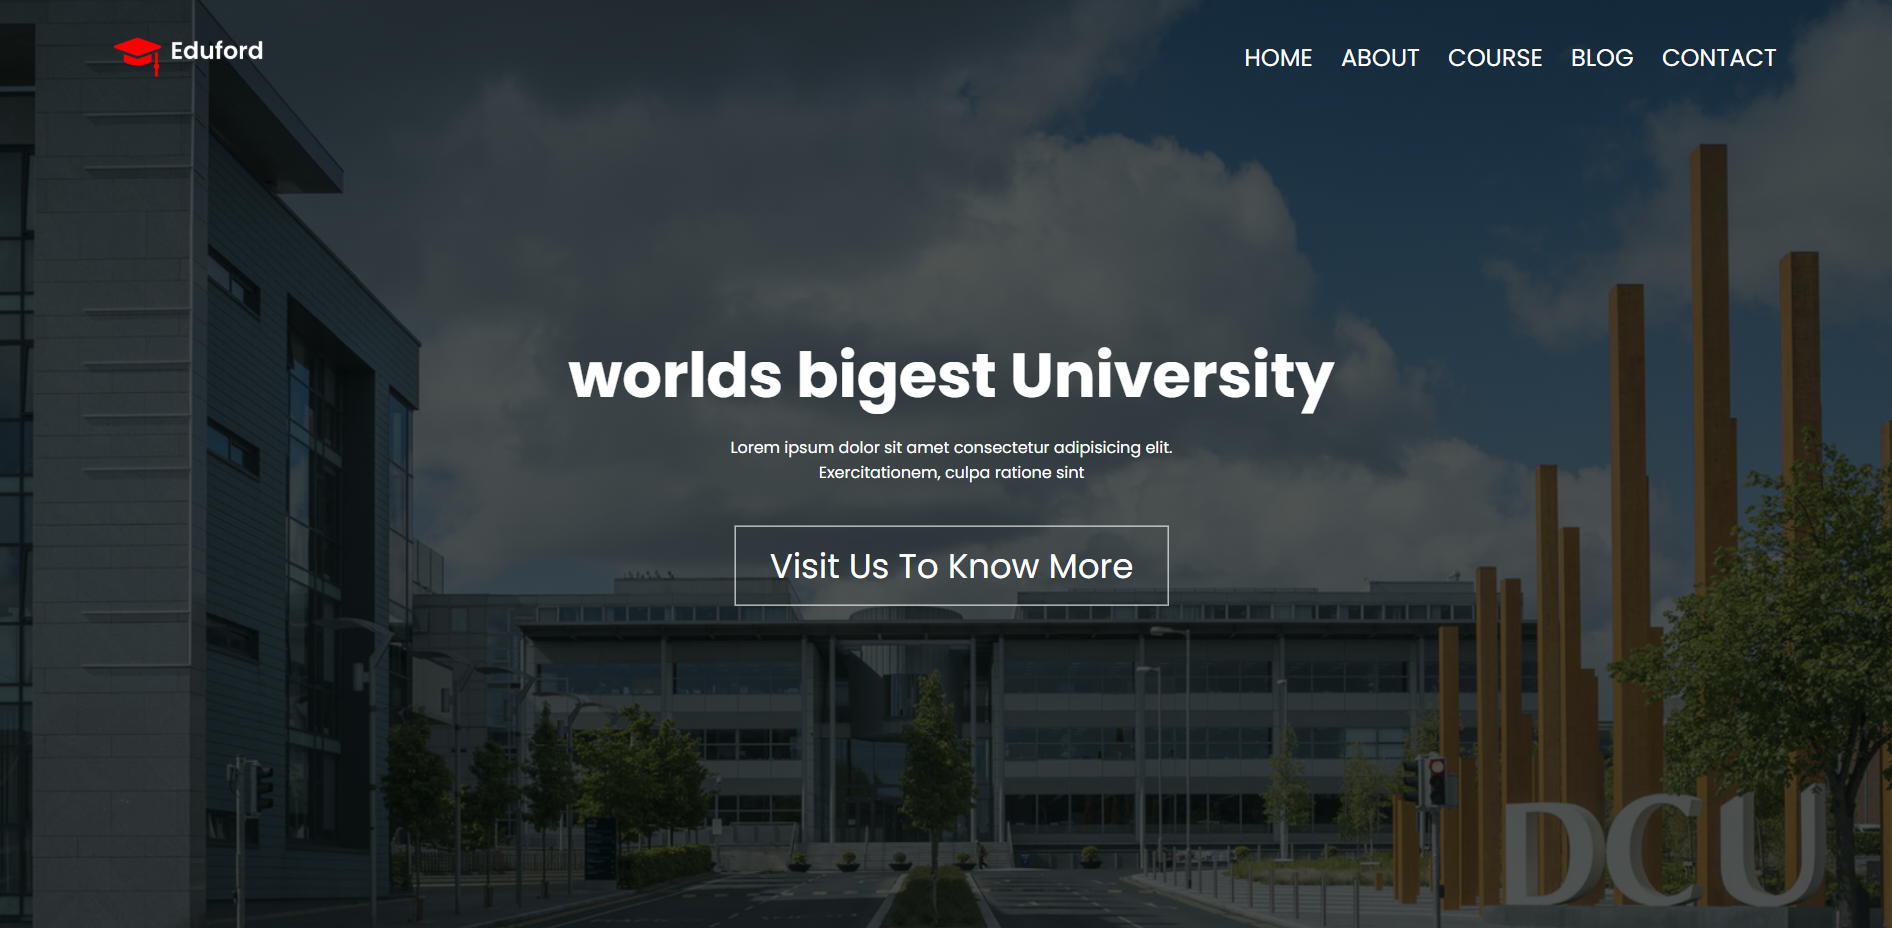 Eduford
HOME ABOUT COURSE BLOG CONTACT
worlds bigest University
Lorem ipsum dolor sit amet consectetur adipisicing elit.
Exercitationem, culpa ratione sint
Visit Us To Know More
DCU